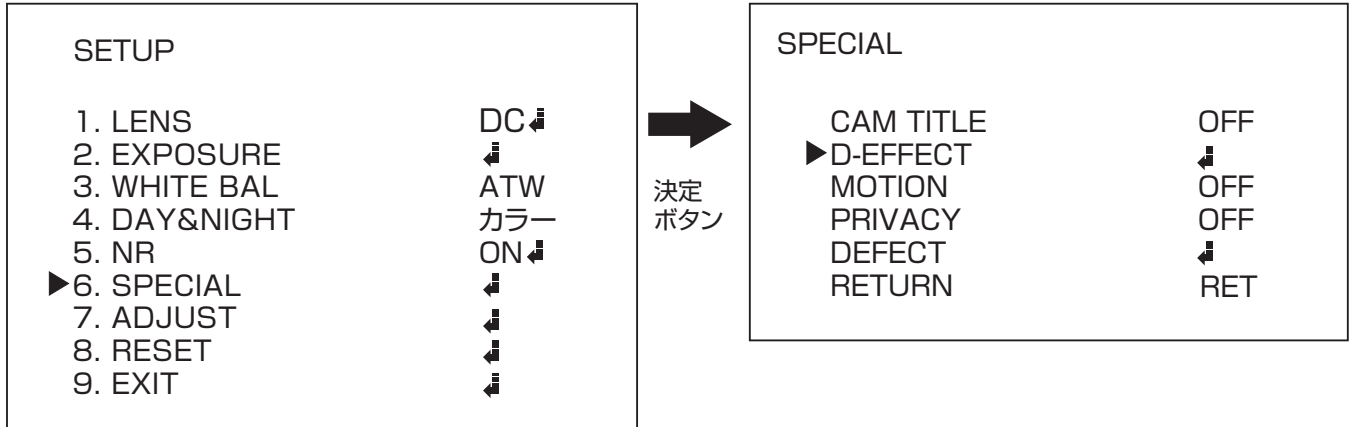 SETUP
1. LENS DC↲
2. EXPOSURE ↲
3. WHITE BAL ATW
4. DAY&NIGHT カラー
5. NR ON↲
▶6. SPECIAL ↲
7. ADJUST ↲
8. RESET ↲
9. EXIT ↲
決定
ボタン
SPECIAL
CAM TITLE OFF
▶D-EFFECT ↲
MOTION OFF
PRIVACY OFF
DEFECT ↲
RETURN RET